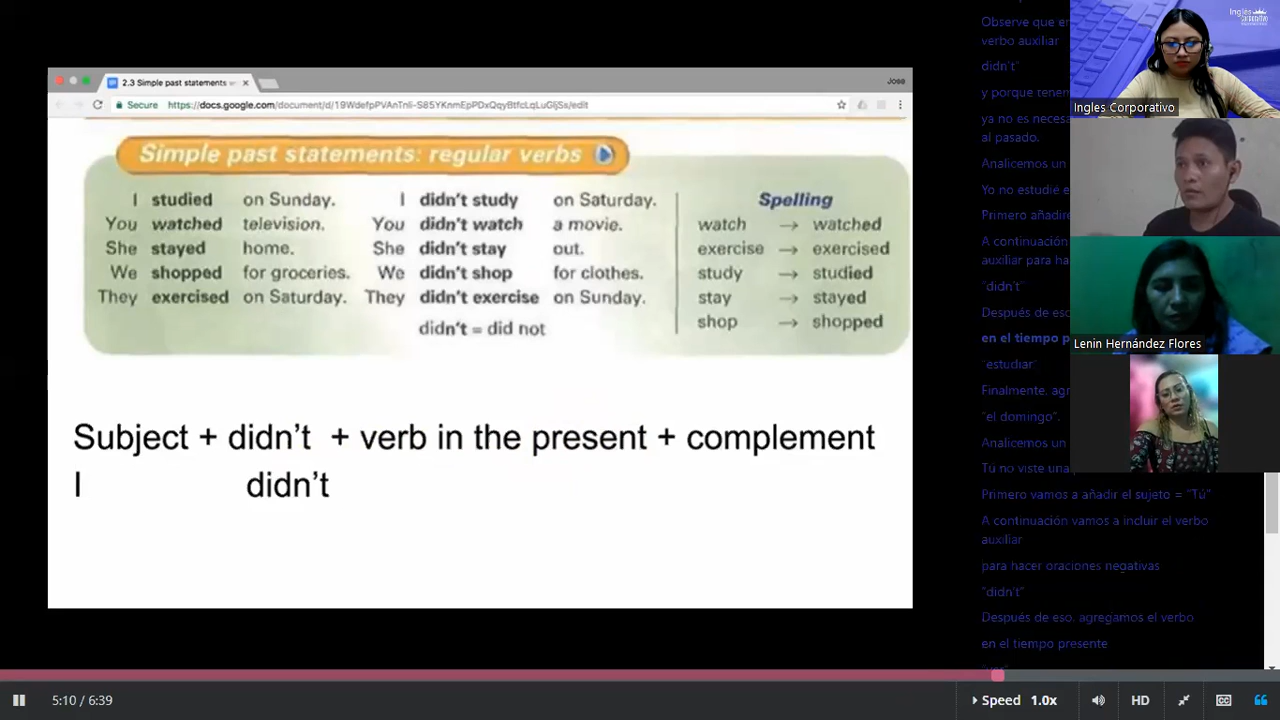 2.3 Simple past statements
Jose
Secure
https://docs.google.com/document/d/19WdefpPVAnTnli-S85YKnmEpPDxQqyBtfcLqLuGljSs/edit
Simple past statements: regular verbs
I studied on Sunday. I didn't study on Saturday. Spelling
You watched television. You didn't watch a movie. watch → watched
She stayed home. She didn't stay out. exercise → exercised
We shopped for groceries. We didn't shop for clothes. study → studied
They exercised on Saturday. They didn't exercise on Sunday. stay → stayed
didn't = did not shop → shopped
Subject + didn't + verb in the present + complement
I didn't
Observe que
verbo auxiliar
didn't"
y porque
ya no es
al pasado.
Analicemos un
Yo no estudié
Primero
A continuación
auxiliar para
"didn't"
Después de
en el tiempo
"estudiar"
Finalmente,
"el domingo".
Analicemos un
Tú no viste
Primero vamos a añadir el sujeto = "Tú"
A continuación vamos a incluir el verbo
auxiliar
para hacer oraciones negativas
"didn't"
Después de eso, agregamos el verbo
en el tiempo presente
"ver"
Ingles
Ingles Corporativo
Lenin Hernández Flores
5:10 / 6:39
Speed 1.0x
HD
CC